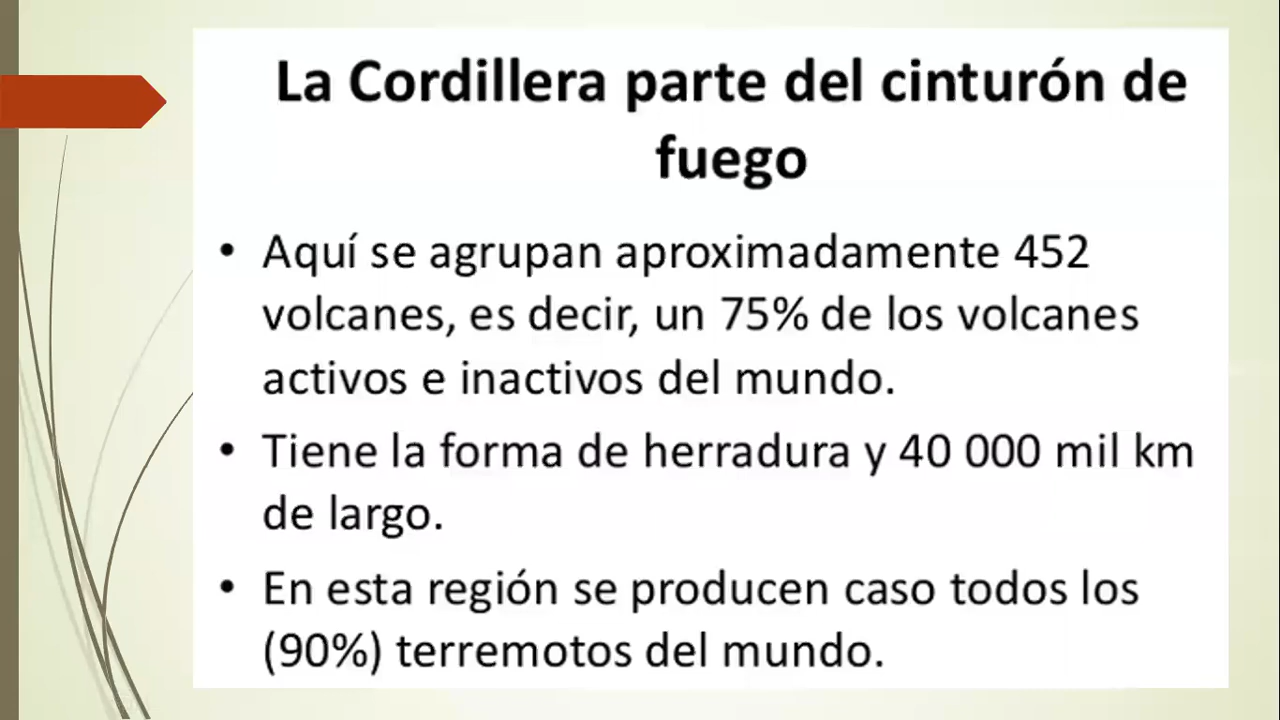 La Cordillera parte del cinturón de
fuego
• Aquí se agrupan aproximadamente 452
volcanes, es decir, un 75% de los volcanes
activos e inactivos del mundo.
• Tiene la forma de herradura y 40 000 mil km
de largo.
• En esta región se producen caso todos los
(90%) terremotos del mundo.